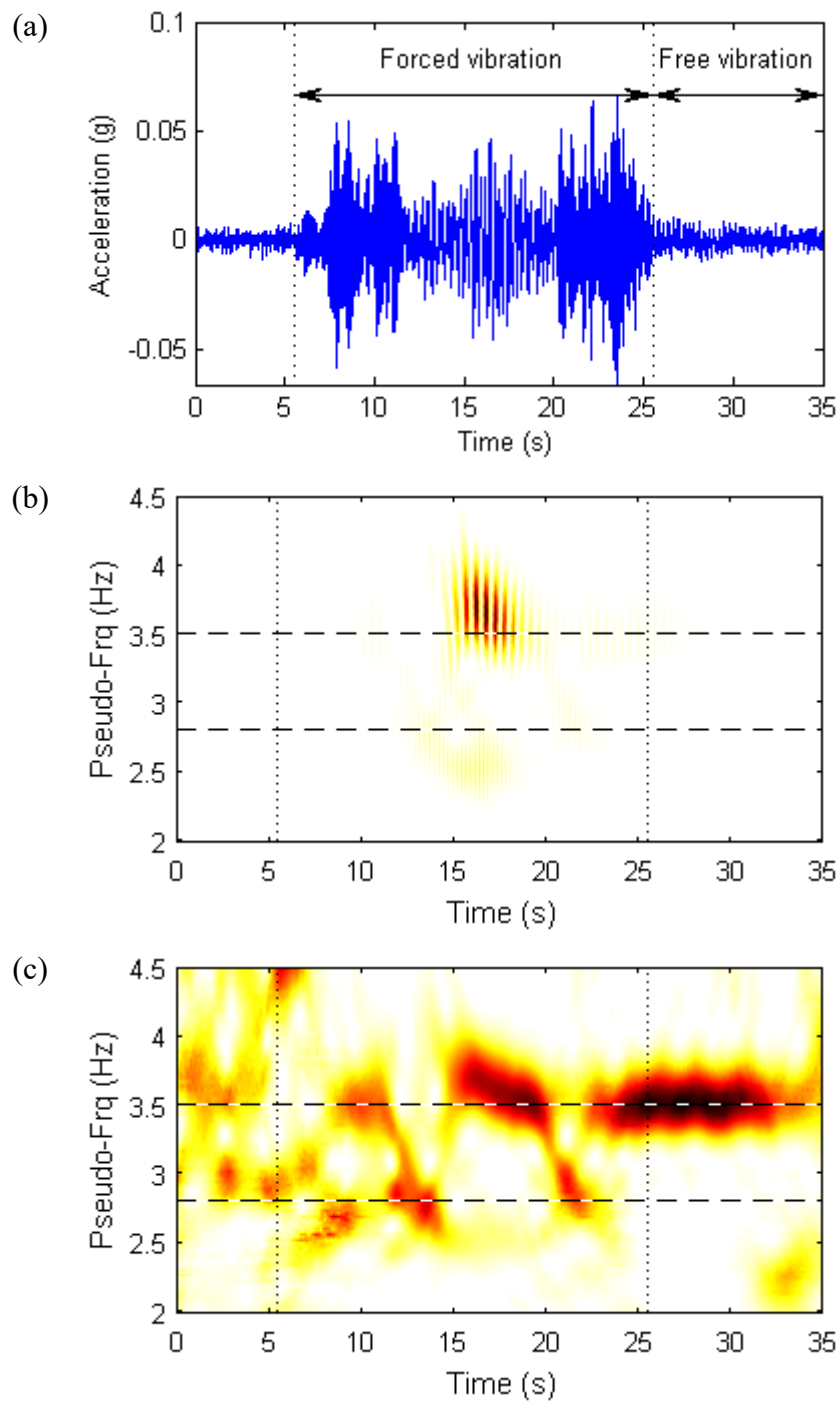 (a)
0.1
0.05
0
-0.05
Acceleration (g)
Forced vibration
Free vibration
0 5 10 15 20 25 30 35
Time (s)
(b)
4.5
4
3.5
3
2.5
2
Pseudo-Frq (Hz)
0 5 10 15 20 25 30 35
Time (s)
(c)
4.5
4
3.5
3
2.5
2
Pseudo-Frq (Hz)
0 5 10 15 20 25 30 35
Time (s)